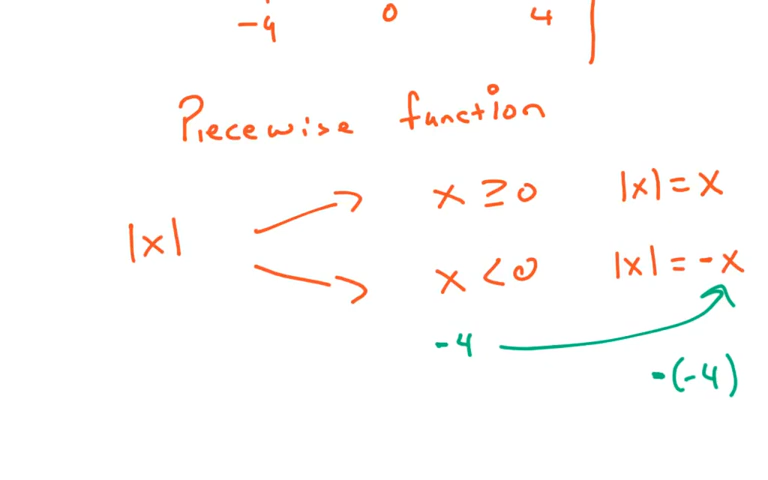 -4 0 4
Piecewise function
|x| x ≥ 0 |x| = x
x < 0 |x| = -x
-4
-(-4)